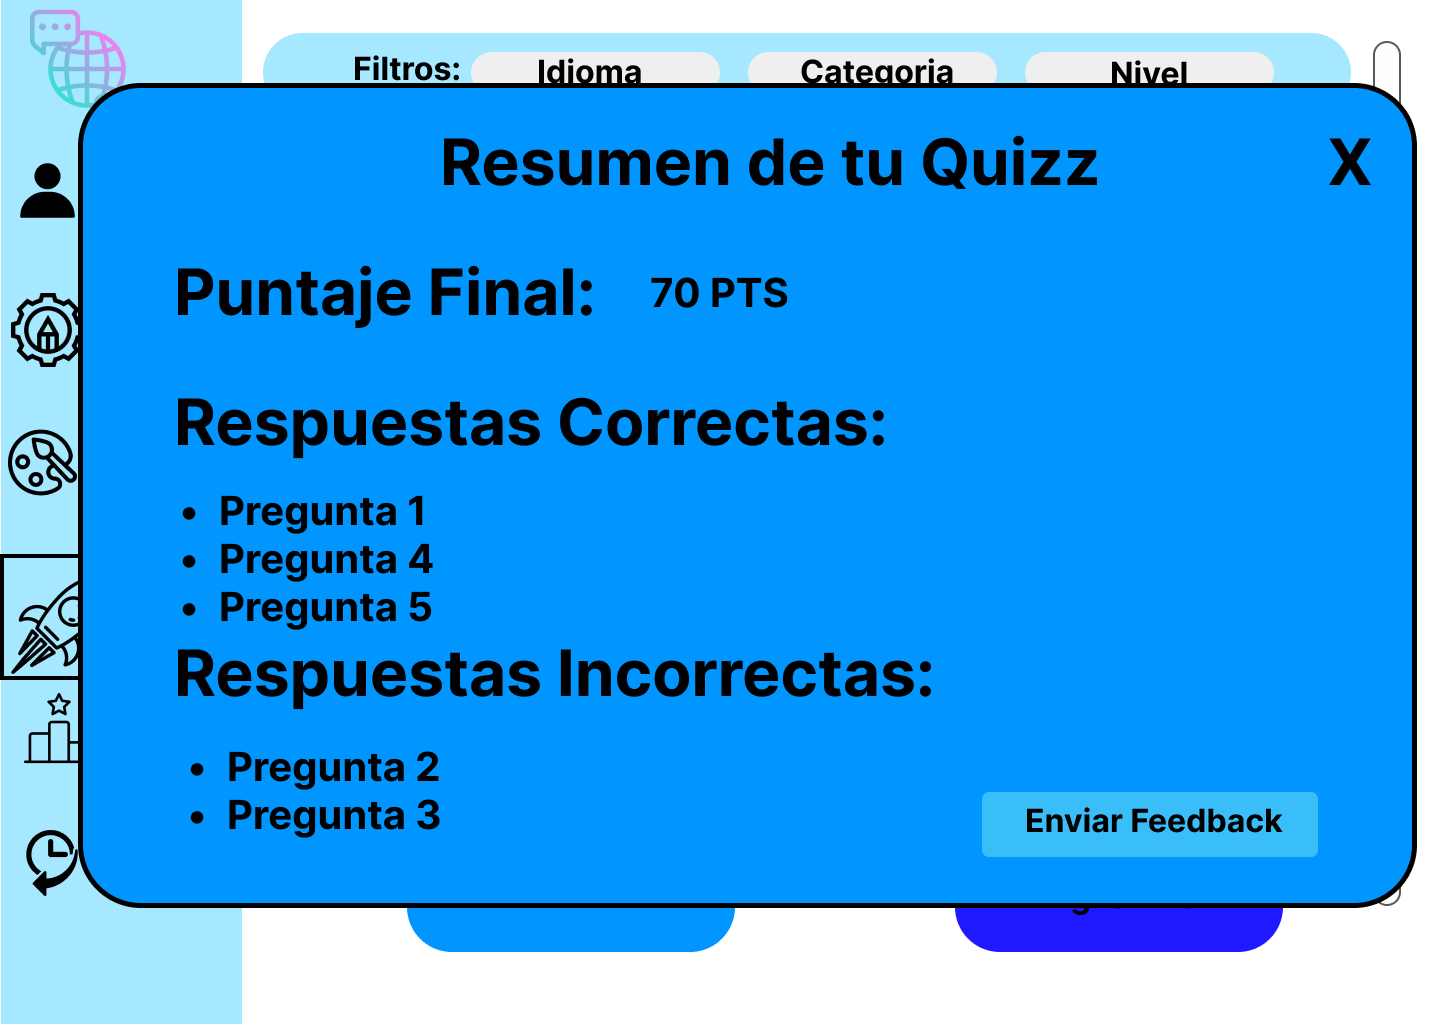 Filtros: Idioma Categoria Nivel
Resumen de tu Quizz X
Puntaje Final: 70 PTS
Respuestas Correctas:
• Pregunta 1
• Pregunta 4
• Pregunta 5
Respuestas Incorrectas:
• Pregunta 2
• Pregunta 3
Enviar Feedback